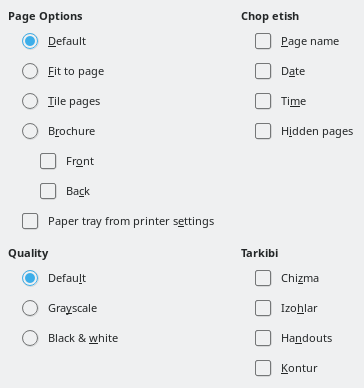 Page Options
Default
Fit to page
Tile pages
Brochure
Front
Back
Paper tray from printer settings
Quality
Default
Grayscale
Black & white
Chop etish
Page name
Date
Time
Hidden pages
Tarkibi
Chizma
Izohlar
Handouts
Kontur